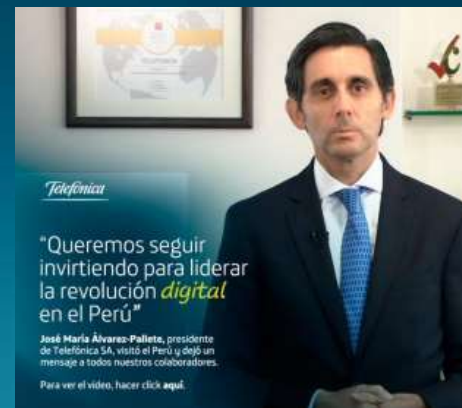 Telefónica
“Queremos seguir
invirtiendo para liderar
la revolución digital
en el Perú”
José María Álvarez-Pallete, presidente
de Telefónica SA, visitó el Perú y dejó un
mensaje a todos nuestros colaboradores.
Para ver el video, hacer click aquí.